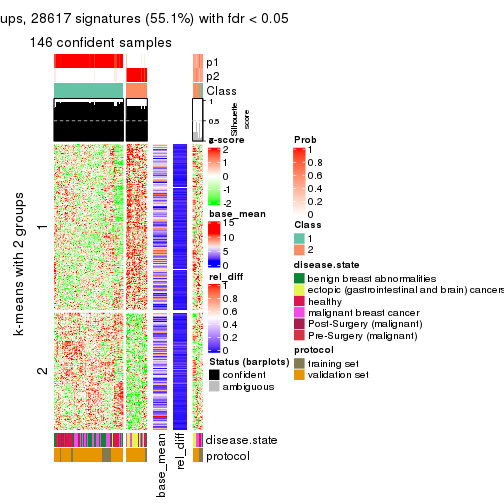 ups, 28617 signatures (55.1%) with fdr < 0.05
146 confident samples
p1
p2
Class
1
0.5
0
Silhouette
score
k-means with 2 groups
1
2
z-score
2
1
0
-1
-2
base_mean
15
10
5
0
rel_diff
1
0.8
0.6
0.4
0.2
0
Status (barplots)
confident
ambiguous
Prob
1
0.8
0.6
0.4
0.2
0
Class
1
2
disease.state
benign breast abnormalities
ectopic (gastrointestinal and brain) cancers
healthy
malignant breast cancer
Post-Surgery (malignant)
Pre-Surgery (malignant)
protocol
training set
validation set
disease.state
protocol
base_mean
rel_diff